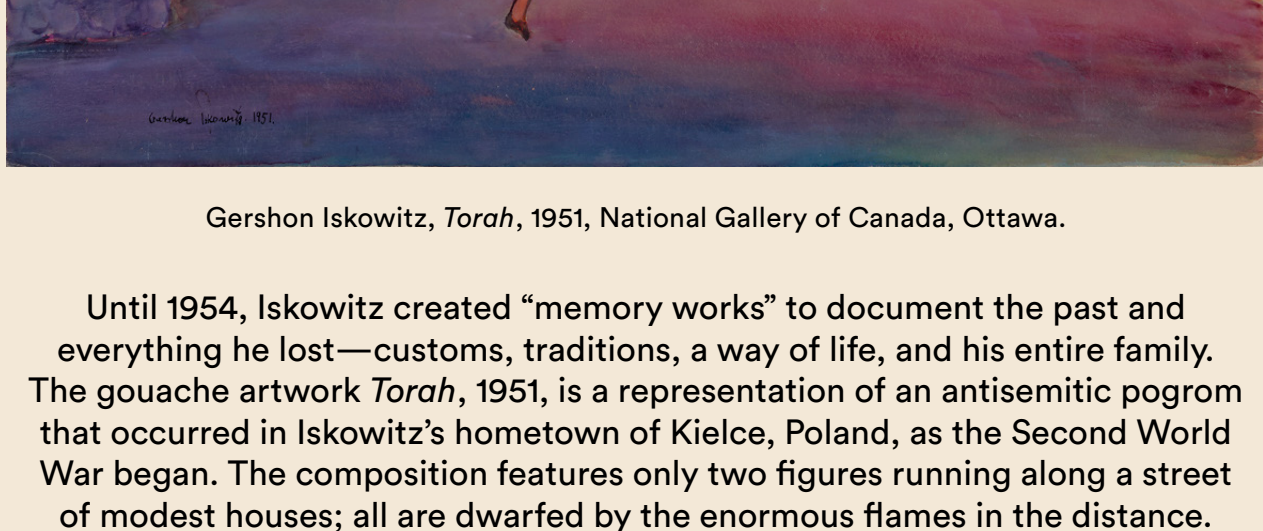 Gershon Iskowitz. 1951.
Gershon Iskowitz, Torah, 1951, National Gallery of Canada, Ottawa.
Until 1954, Iskowitz created “memory works” to document the past and
everything he lost—customs, traditions, a way of life, and his entire family.
The gouache artwork Torah, 1951, is a representation of an antisemitic pogrom
that occurred in Iskowitz’s hometown of Kielce, Poland, as the Second World
War began. The composition features only two figures running along a street
of modest houses; all are dwarfed by the enormous flames in the distance.